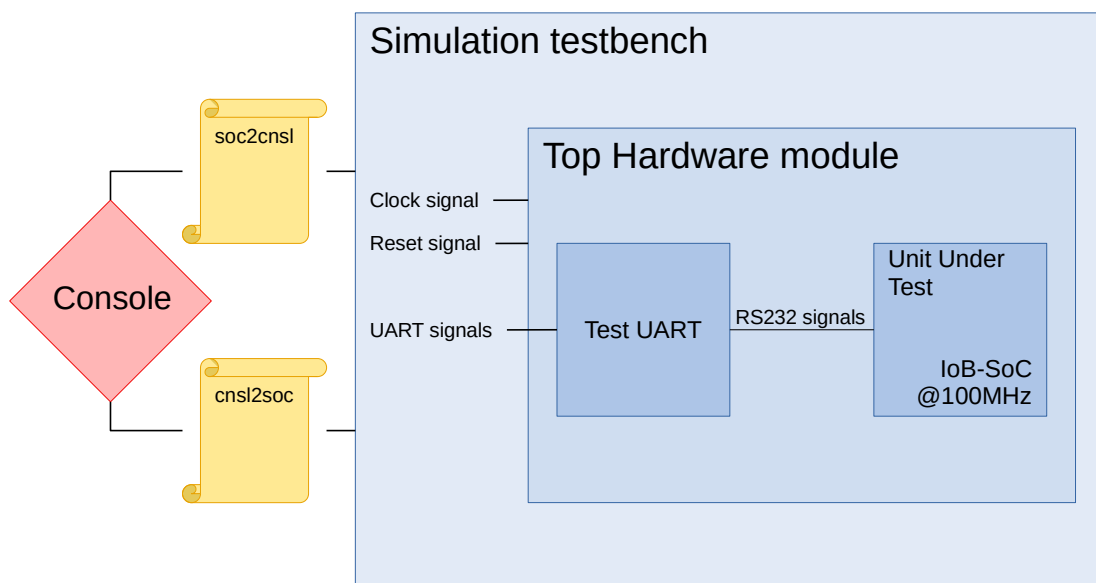 Simulation testbench
soc2cnsl
Top Hardware module
Clock signal
Reset signal
Console
UART signals
Test UART
RS232 signals
Unit Under
Test
IoB-SoC
@100MHz
cnsl2soc